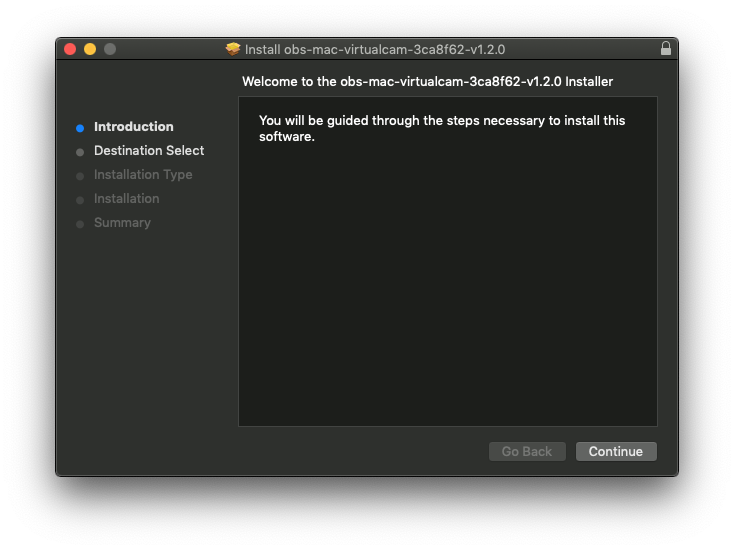 Install obs-mac-virtualcam-3ca8f62-v1.2.0
Welcome to the obs-mac-virtualcam-3ca8f62-v1.2.0 Installer
Introduction
Destination Select
Installation Type
Installation
Summary
You will be guided through the steps necessary to install this
software.
Go Back
Continue